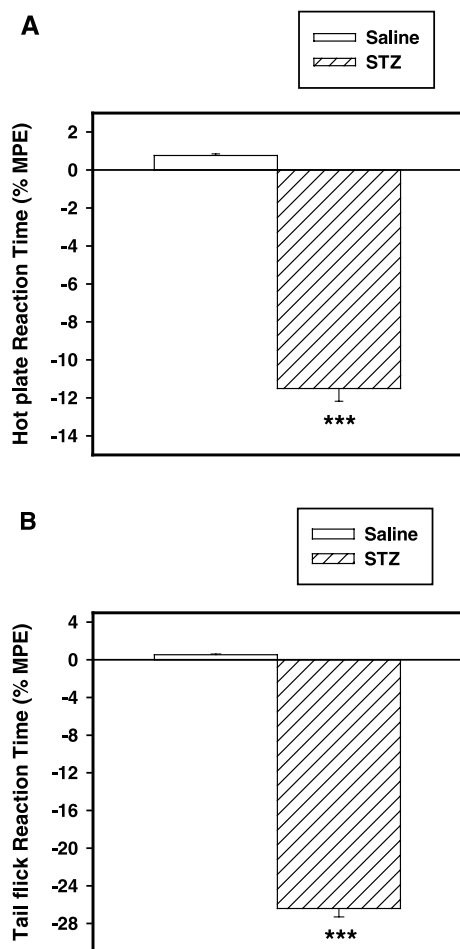 A
Saline
STZ
Hot plate Reaction Time (% MPE)
2
0
-2
-4
-6
-8
-10
-12
-14
***
B
Saline
STZ
Tail flick Reaction Time (% MPE)
4
0
-4
-8
-12
-16
-20
-24
-28
***